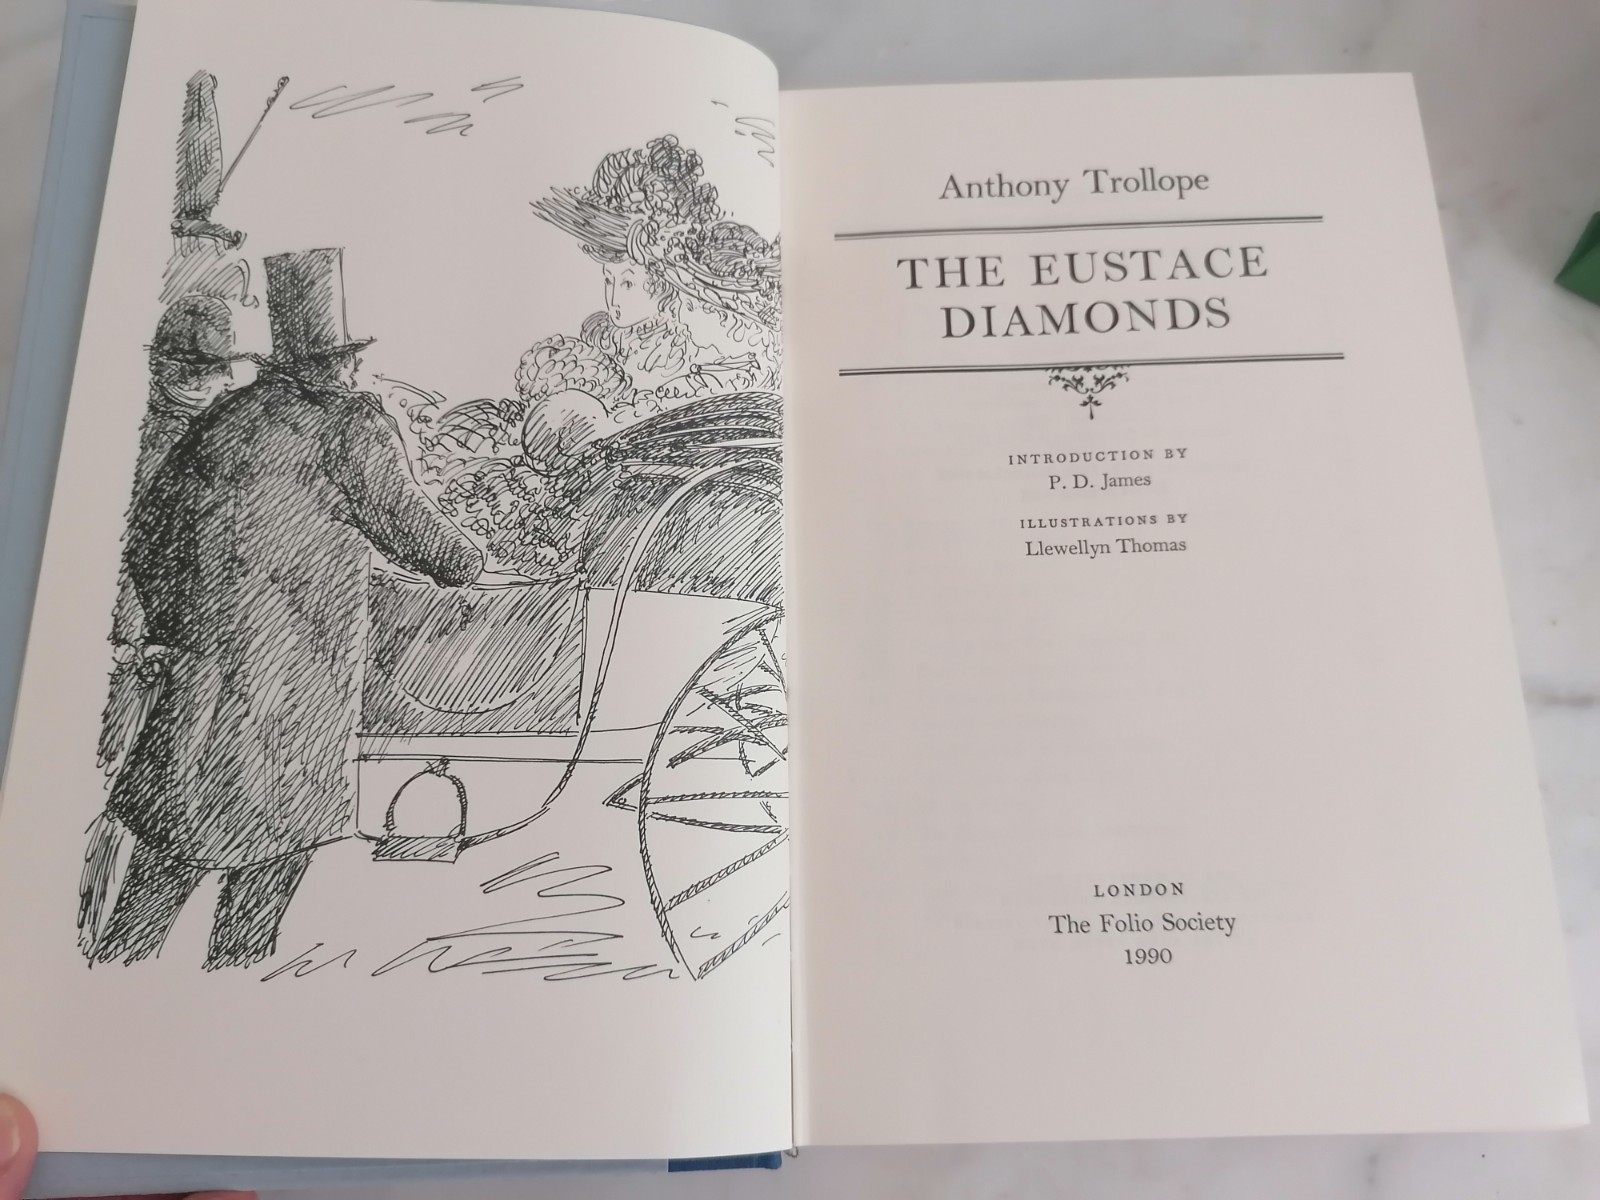 Anthony Trollope
THE EUSTACE
DIAMONDS
INTRODUCTION BY
P. D. James
ILLUSTRATIONS BY
Llewellyn Thomas
LONDON
The Folio Society
1990